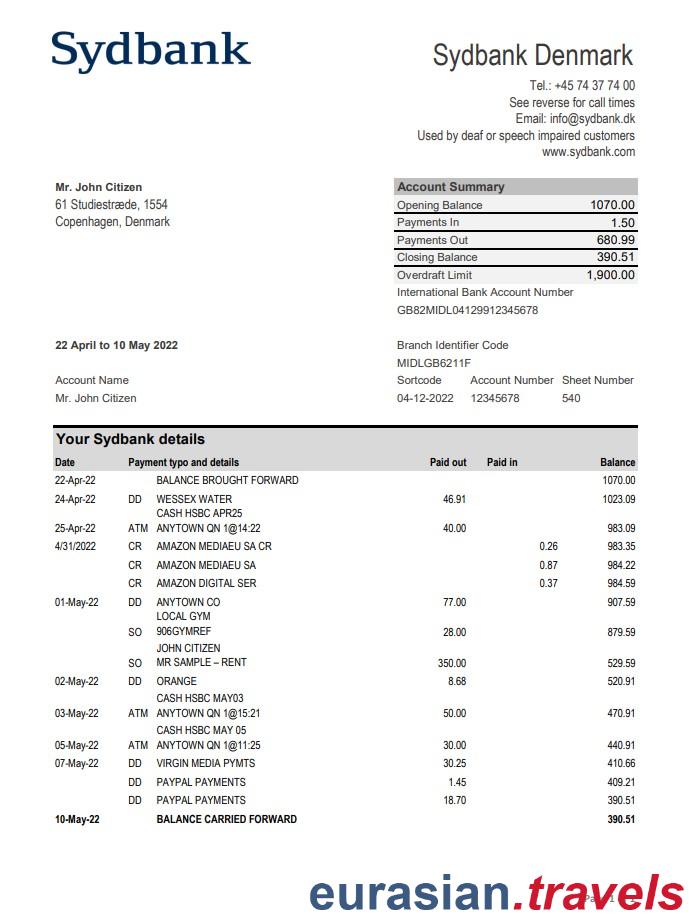 Sydbank
Sydbank Denmark
Tel.: +45 74 37 74 00
See reverse for call times
Email: info@sydbank.dk
Used by deaf or speech impaired customers
www.sydbank.com
Mr. John Citizen
61 Studiestræde, 1554
Copenhagen, Denmark
Account Summary
Opening Balance 1070.00
Payments In 1.50
Payments Out 680.99
Closing Balance 390.51
Overdraft Limit 1,900.00
International Bank Account Number
GB82MIDL04129912345678
22 April to 10 May 2022
Branch Identifier Code
MIDLGB6211F
Account Name
Mr. John Citizen
Sortcode Account Number Sheet Number
04-12-2022 12345678 540
Your Sydbank details
Date Payment typo and details Paid out Paid in Balance
22-Apr-22 BALANCE BROUGHT FORWARD 1070.00
24-Apr-22 DD WESSEX WATER 46.91 1023.09
CASH HSBC APR25
25-Apr-22 ATM ANYTOWN QN 1@14:22 40.00 983.09
4/31/2022 CR AMAZON MEDIAEU SA CR 0.26 983.35
CR AMAZON MEDIAEU SA 0.87 984.22
CR AMAZON DIGITAL SER 0.37 984.59
01-May-22 DD ANYTOWN CO 77.00 907.59
LOCAL GYM
SO 906GYMREF 28.00 879.59
JOHN CITIZEN
SO MR SAMPLE – RENT 350.00 529.59
02-May-22 DD ORANGE 8.68 520.91
CASH HSBC MAY03
03-May-22 ATM ANYTOWN QN 1@15:21 50.00 470.91
CASH HSBC MAY 05
05-May-22 ATM ANYTOWN QN 1@11:25 30.00 440.91
07-May-22 DD VIRGIN MEDIA PYMTS 30.25 410.66
DD PAYPAL PAYMENTS 1.45 409.21
DD PAYPAL PAYMENTS 18.70 390.51
10-May-22 BALANCE CARRIED FORWARD 390.51
eurasian.travels